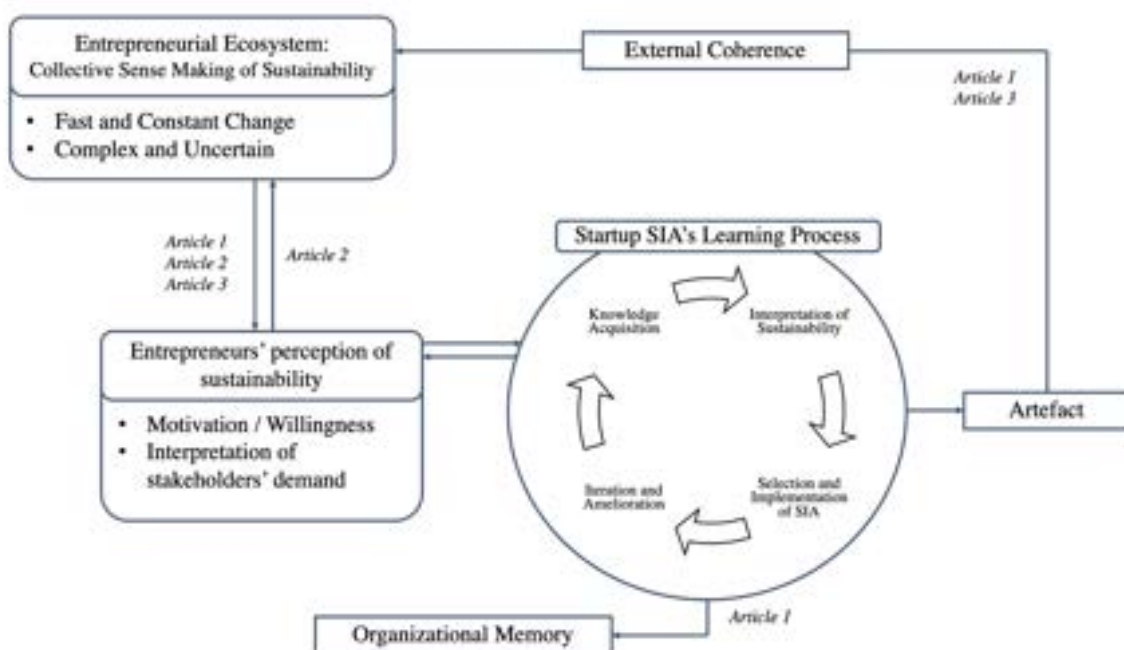 Entrepreneurial Ecosystem:
Collective Sense Making of Sustainability
• Fast and Constant Change
• Complex and Uncertain
External Coherence
Article 1
Article 3
Article 1
Article 2
Article 3
Article 2
Entrepreneurs’ perception of
sustainability
• Motivation / Willingness
• Interpretation of
stakeholders’ demand
Startup SIA’s Learning Process
Knowledge
Acquisition
Interpretation of
Sustainability
Selection and
Implementation
of SIA
Iteration and
Amelioration
Artefact
Article 1
Organizational Memory